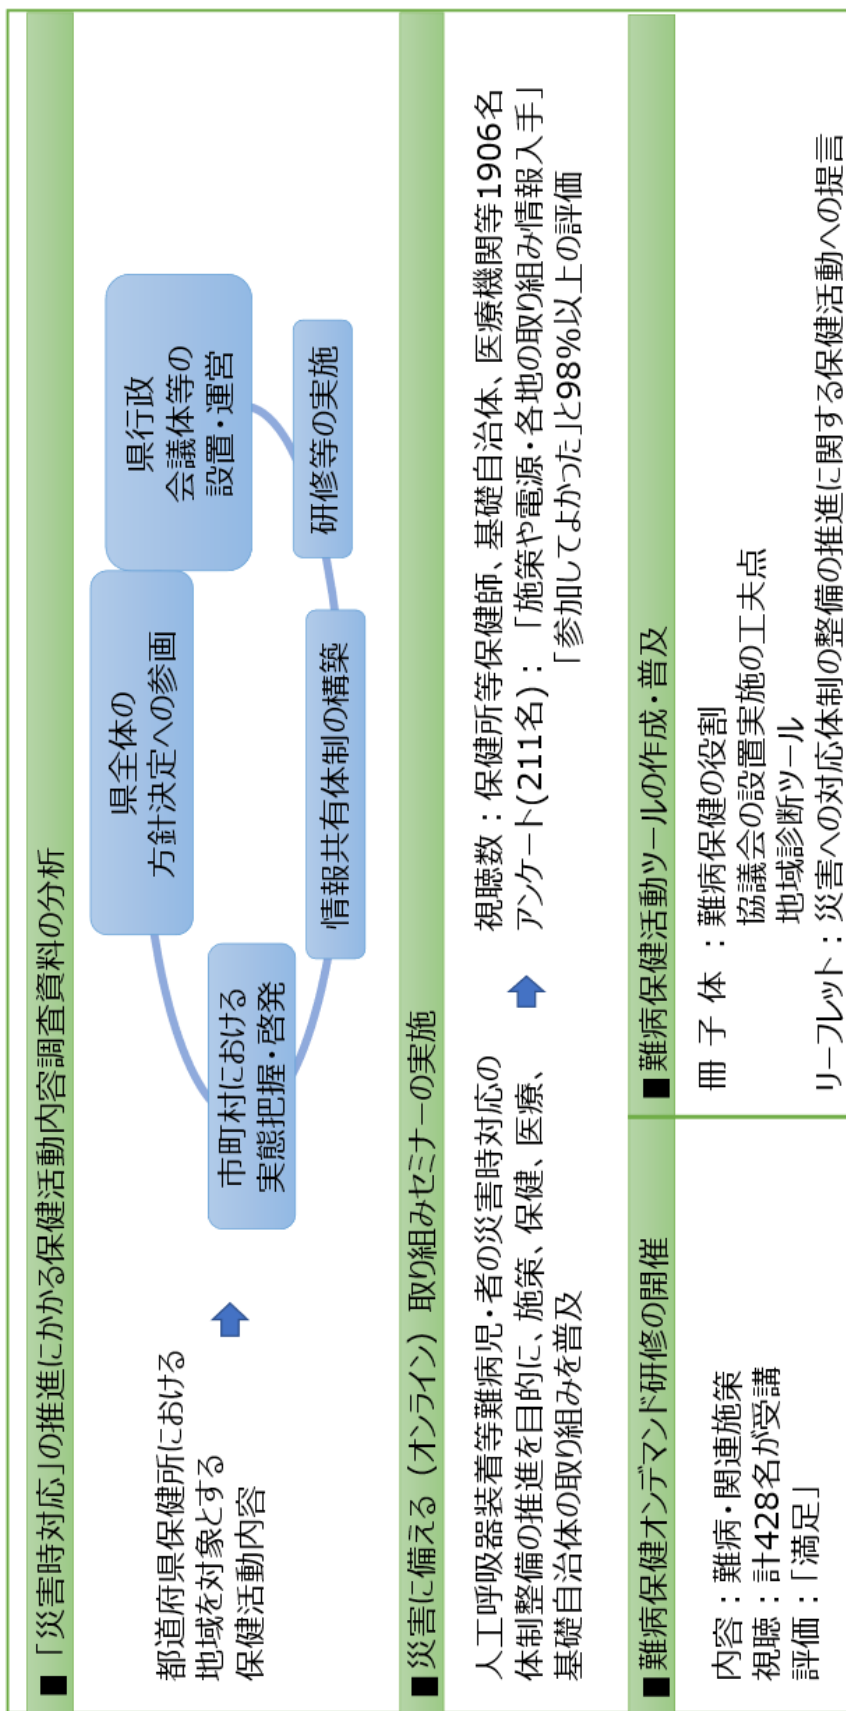 ■「災害時対応」の推進にかかる保健活動内容調査資料の分析
都道府県保健所における
地域を対象とする
保健活動内容
市町村における
実態把握・啓発
県全体の
方針決定への参画
県行政
会議体等の
設置・運営
情報共有体制の構築
研修等の実施
■災害に備える（オンライン）取り組みセミナーの実施
人工呼吸器装着等難病児・者の災害時対応の
体制整備の推進を目的に、施策、保健、医療、
基礎自治体の取り組みを普及
視聴数：保健所等保健師、基礎自治体、医療機関等1906名
アンケート(211名)：「施策や電源・各地の取り組み情報入手」
「参加してよかった」と98%以上の評価
■難病保健オンデマンド研修の開催
内容：難病・関連施策
視聴：計428名が受講
評価：「満足」
■難病保健活動ツールの作成・普及
冊 子 体 ：難病保健の役割
協議会の設置実施の工夫点
地域診断ツール
リーフレット：災害への対応体制の整備の推進に関する保健活動への提言